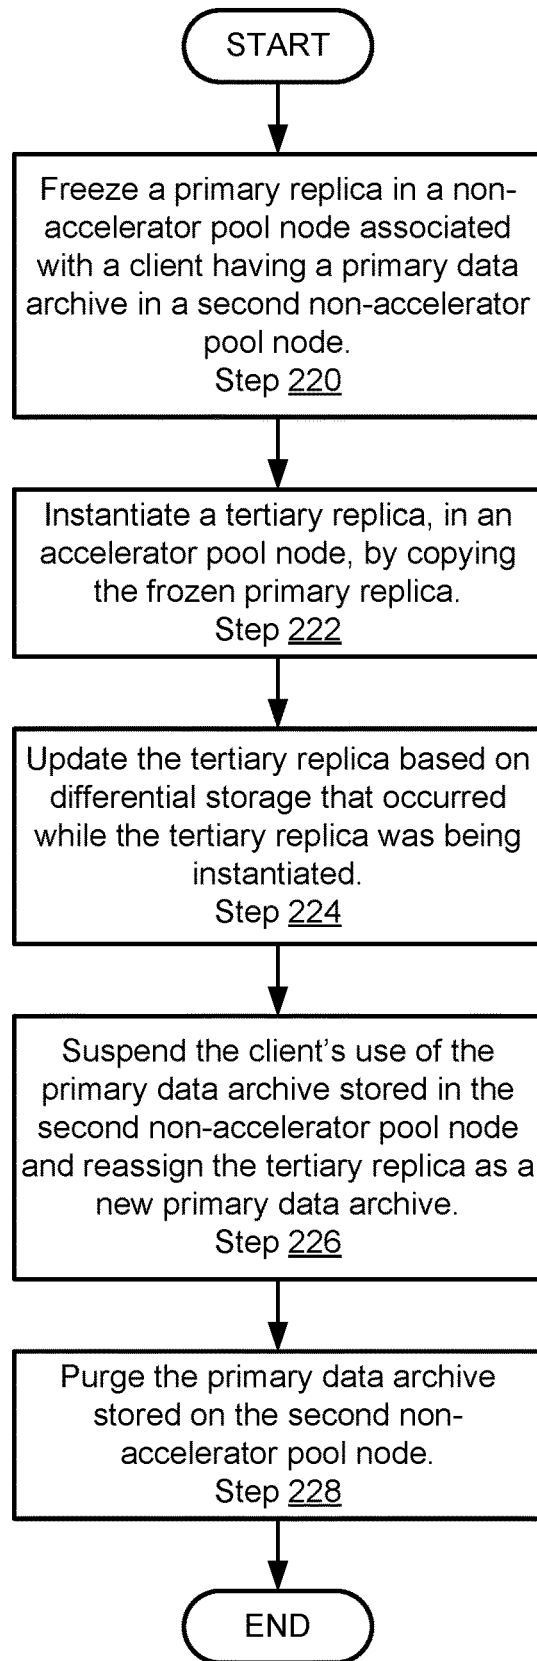 START
Freeze a primary replica in a non-
accelerator pool node associated
with a client having a primary data
archive in a second non-accelerator
pool node.
Step 220
Instantiate a tertiary replica, in an
accelerator pool node, by copying
the frozen primary replica.
Step 222
Update the tertiary replica based on
differential storage that occurred
while the tertiary replica was being
instantiated.
Step 224
Suspend the client's use of the
primary data archive stored in the
second non-accelerator pool node
and reassign the tertiary replica as a
new primary data archive.
Step 226
Purge the primary data archive
stored on the second non-
accelerator pool node.
Step 228
END